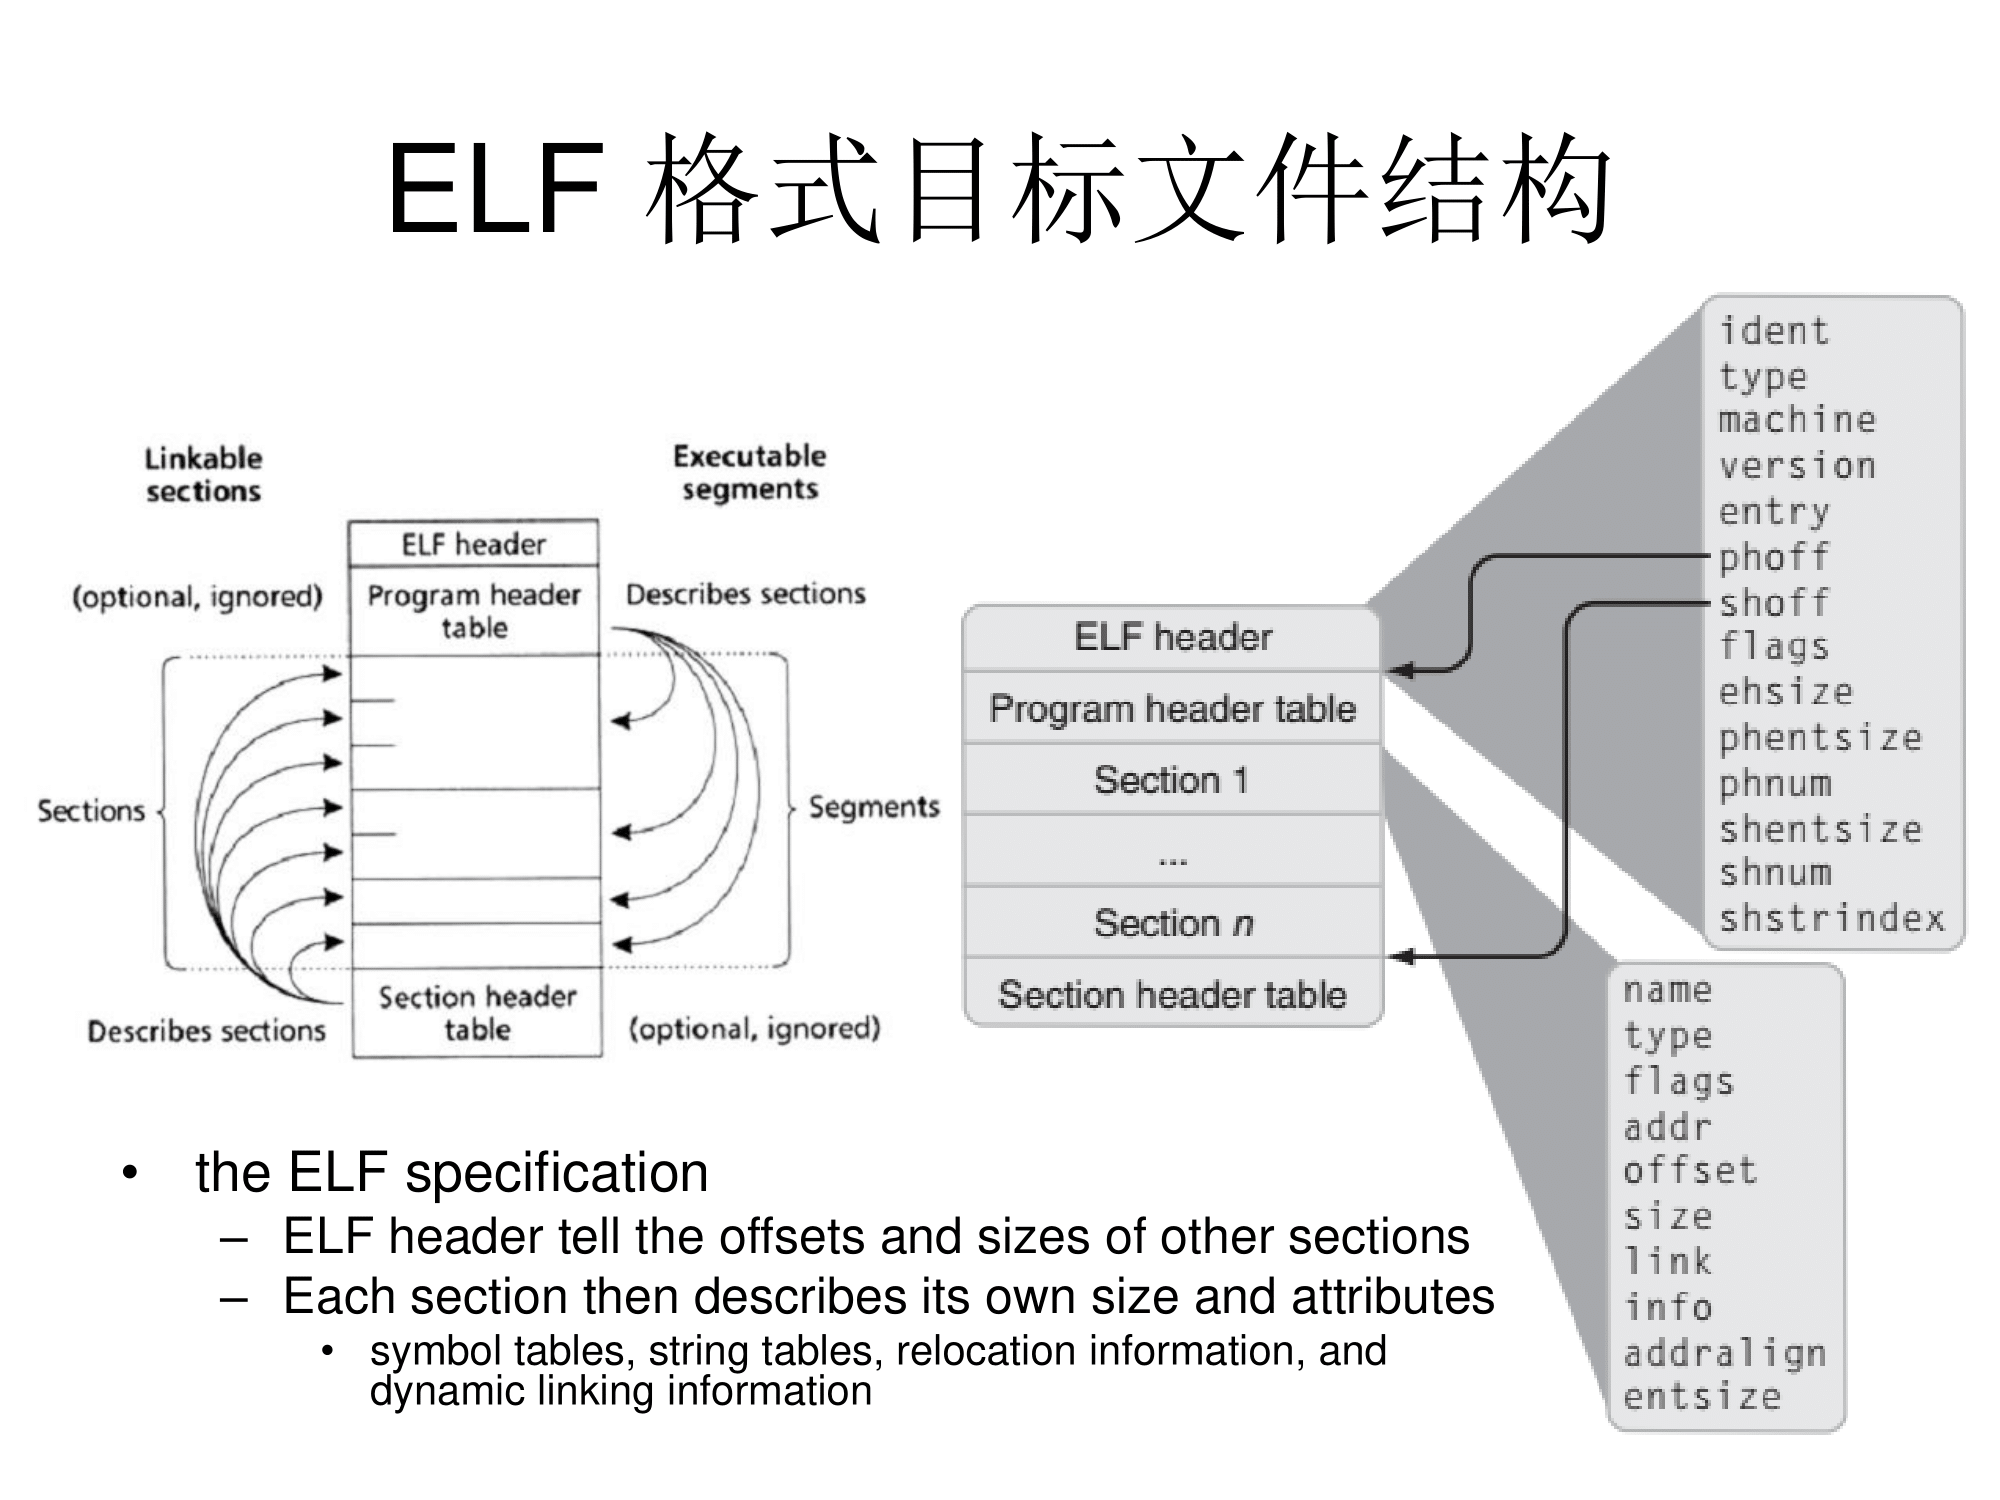 ELF 格式目标文件结构
Linkable
sections
Executable
segments
ELF header
(optional, ignored)
Program header
table
Describes sections
Sections
Segments
Describes sections
Section header
table
(optional, ignored)
ELF header
Program header table
Section 1
...
Section n
Section header table
ident
type
machine
version
entry
phoff
shoff
flags
ehsize
phentsize
phnum
shentsize
shnum
shstrindex
name
type
flags
addr
offset
size
link
info
addralign
entsize
• the ELF specification
– ELF header tell the offsets and sizes of other sections
– Each section then describes its own size and attributes
• symbol tables, string tables, relocation information, and
dynamic linking information